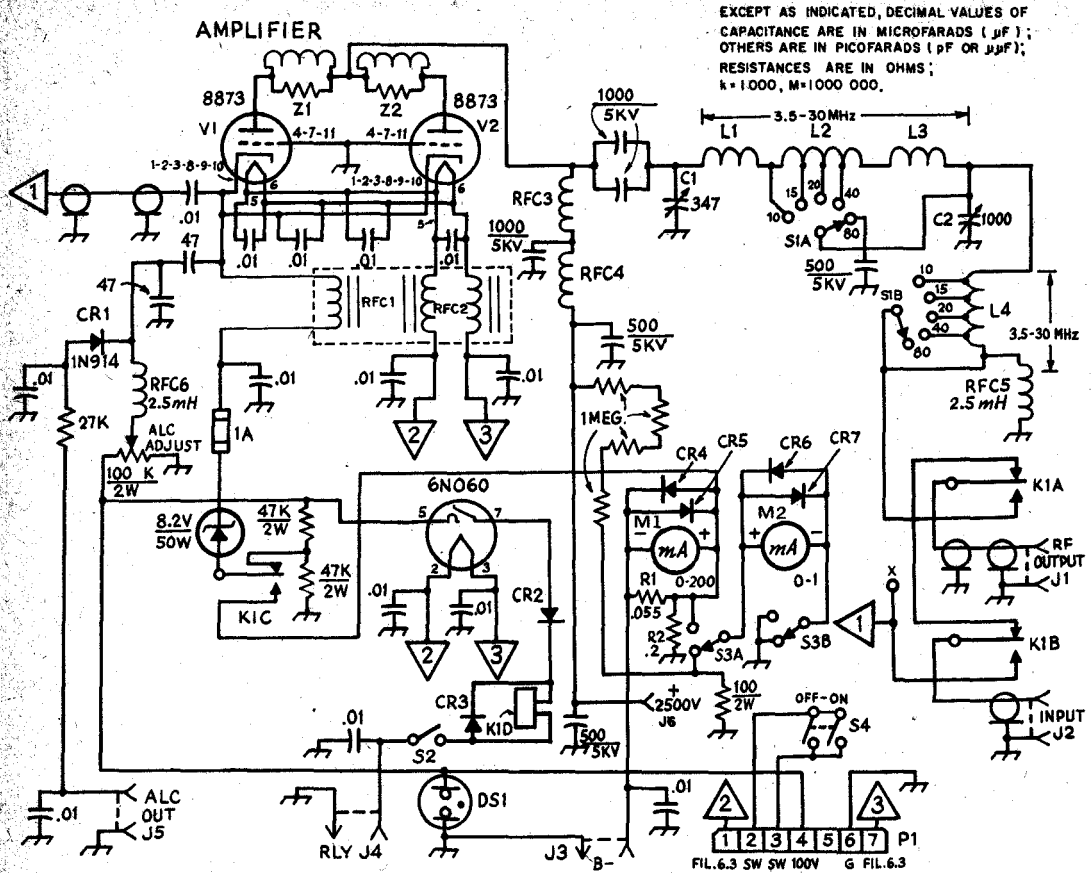 AMPLIFIER
EXCEPT AS INDICATED, DECIMAL VALUES OF
CAPACITANCE ARE IN MICROFARADS (μF);
OTHERS ARE IN PICOFARADS (pF OR μμF);
RESISTANCES ARE IN OHMS;
k=1000, M=1000 000.
8873
V1
Z1
Z2
8873
V2
4-7-11
4-7-11
1-2-3-8-9-10
1-2-3-8-9-10
5
6
5
6
1
.01
.01
.01
.01
.01
47
47
1000
5KV
3.5-30MHz
L1
L2
L3
C1
347
10
15
20
40
80
S1A
C2
1000
500
5KV
RFC3
1000
5KV
RFC4
RFC1
RFC2
500
5KV
10
15
20
40
80
S1B
L4
3.5-30 MHz
RFC5
2.5mH
CR1
1N914
.01
RFC6
2.5mH
27K
ALC
ADJUST
100 K
2W
.01
1A
.01
.01
2
3
1MEG.
8.2V
50W
47K
2W
47K
2W
K1C
6N060
5
7
2
3
.01
.01
2
3
CR2
CR3
K1D
CR4
CR5
CR6
CR7
M1
-
+
mA
0-200
M2
+
-
mA
0-1
R1
.055
R2
.2
S3A
S3B
1
X
K1A
RF
OUTPUT
J1
K1B
INPUT
J2
+
2500V
J6
100
2W
OFF-ON
S4
500
5KV
.01
S2
DS1
.01
ALC
OUT
J5
.01
RLY J4
J3
B-
2
3
1 2 3 4 5 6 7
P1
FIL.6.3 SW SW 100V G FIL.6.3